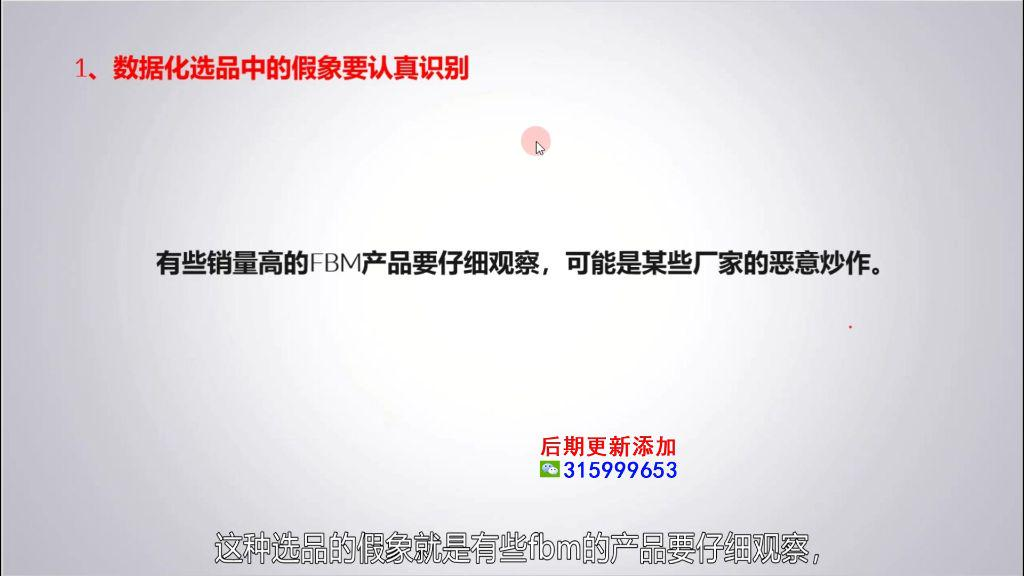 1、数据化选品中的假象要认真识别
有些销量高的FBM产品要仔细观察，可能是某些厂家的恶意炒作。
后期更新添加
315999653
这种选品的假象就是有些fbm的产品要仔细观察，